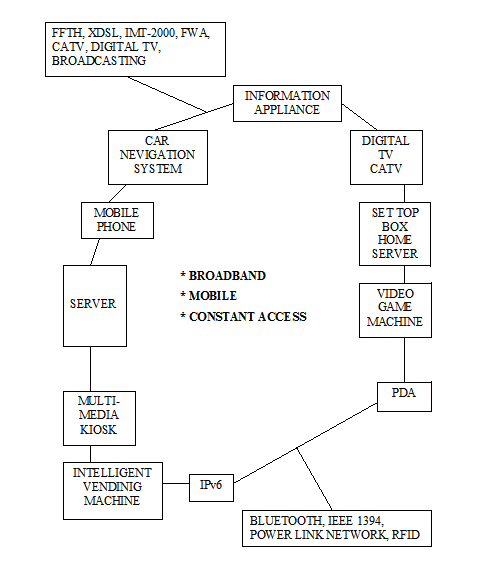 FFTH, XDSL, IMT-2000, FWA,
CATV, DIGITAL TV,
BROADCASTING
INFORMATION
APPLIANCE
CAR
NEVIGATION
SYSTEM
DIGITAL
TV
CATV
MOBILE
PHONE
SET TOP
BOX
HOME
SERVER
SERVER
* BROADBAND
* MOBILE
* CONSTANT ACCESS
VIDEO
GAME
MACHINE
MULTI-
MEDIA
KIOSK
PDA
INTELLIGENT
VENDINIG
MACHINE
IPv6
BLUETOOTH, IEEE 1394,
POWER LINK NETWORK, RFID